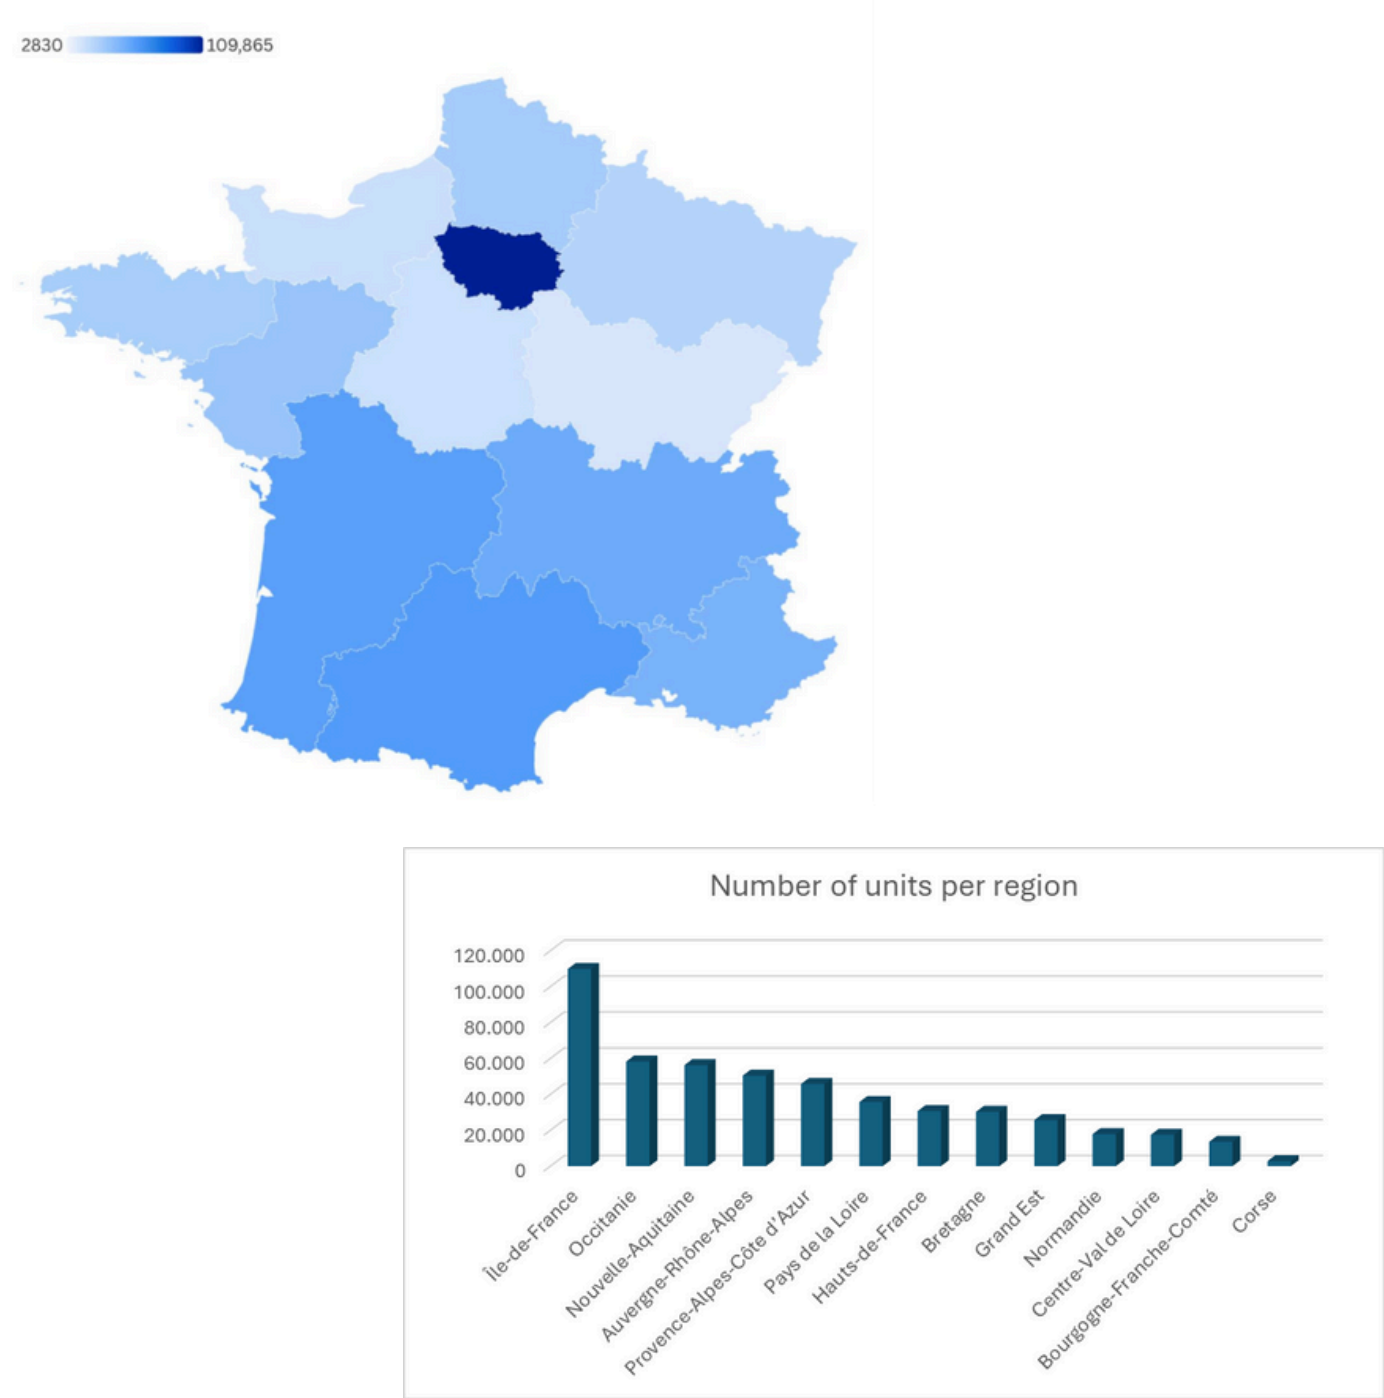 2830 109,865
Number of units per region
120.000
100.000
80.000
60.000
40.000
20.000
0
Île-de-France
Occitanie
Nouvelle-Aquitaine
Auvergne-Rhône-Alpes
Provence-Alpes-Côte d'Azur
Pays de la Loire
Hauts-de-France
Bretagne
Grand Est
Normandie
Centre-Val de Loire
Bourgogne-Franche-Comté
Corse